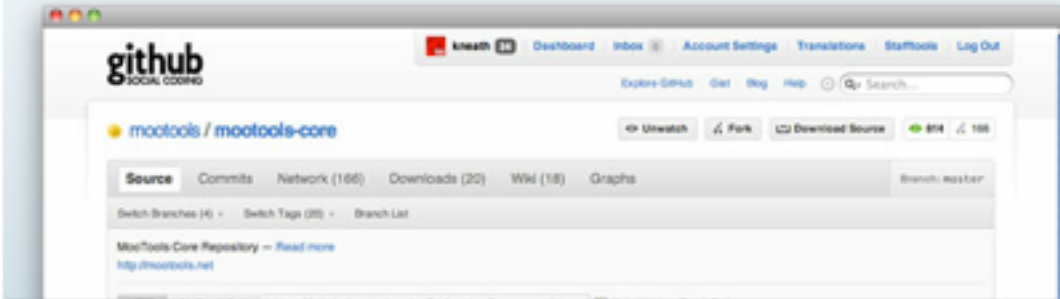 github
SOCIAL CODING
kneath Dashboard Inbox Account Settings Translations Stafftools Log Out
Explore GitHub Gist Blog Help Search...
mootools / mootools-core
Unwatch Fork Download Source 814 166
Source Commits Network (166) Downloads (20) Wiki (18) Graphs
Branch: master
Switch Branches (4) Switch Tags (20) Branch List
MooTools Core Repository — Read more
http://mootools.net